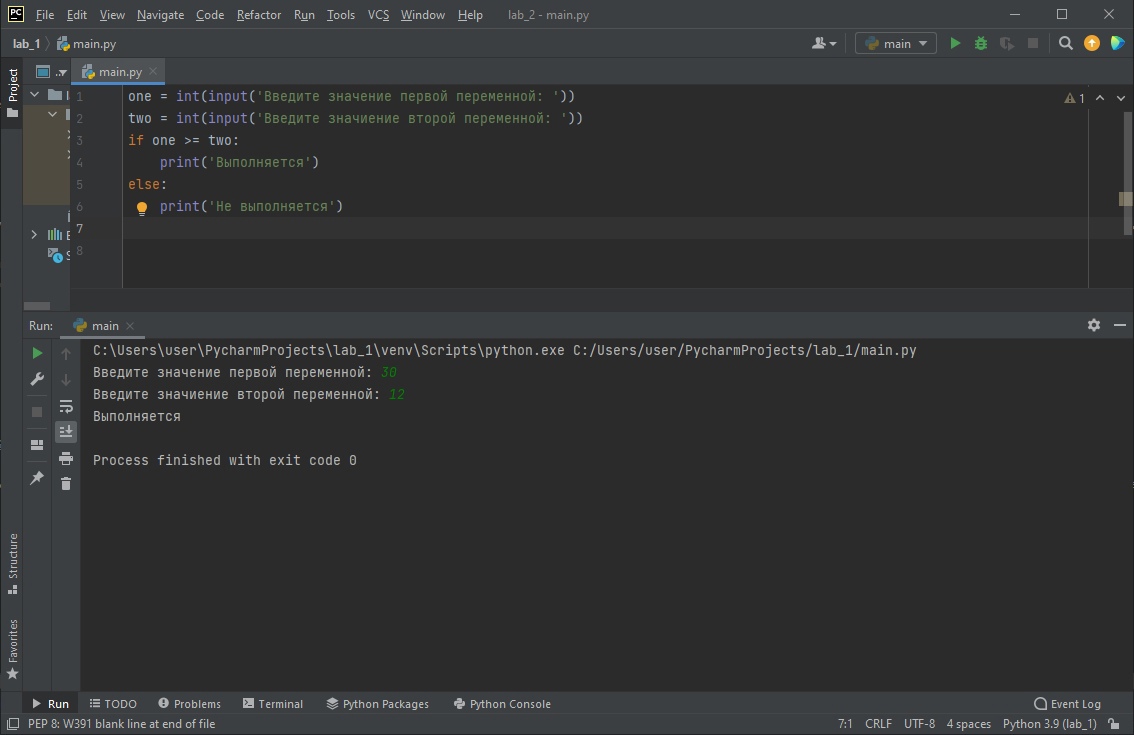 PC File Edit View Navigate Code Refactor Run Tools VCS Window Help lab_2 - main.py
lab_1 main.py main
Project .. main.py
1 one = int(input('Введите значение первой переменной: '))
2 two = int(input('Введите значиение второй переменной: '))
3 if one >= two:
4 print('Выполняется')
5 else:
6 print('Не выполняется')
7
8
1
Run: main
C:\Users\user\PycharmProjects\lab_1\venv\Scripts\python.exe C:/Users/user/PycharmProjects/lab_1/main.py
Введите значение первой переменной: 30
Введите значиение второй переменной: 12
Выполняется
Process finished with exit code 0
Structure
Favorites
Run TODO Problems Terminal Python Packages Python Console Event Log
PEP 8: W391 blank line at end of file 7:1 CRLF UTF-8 4 spaces Python 3.9 (lab_1)